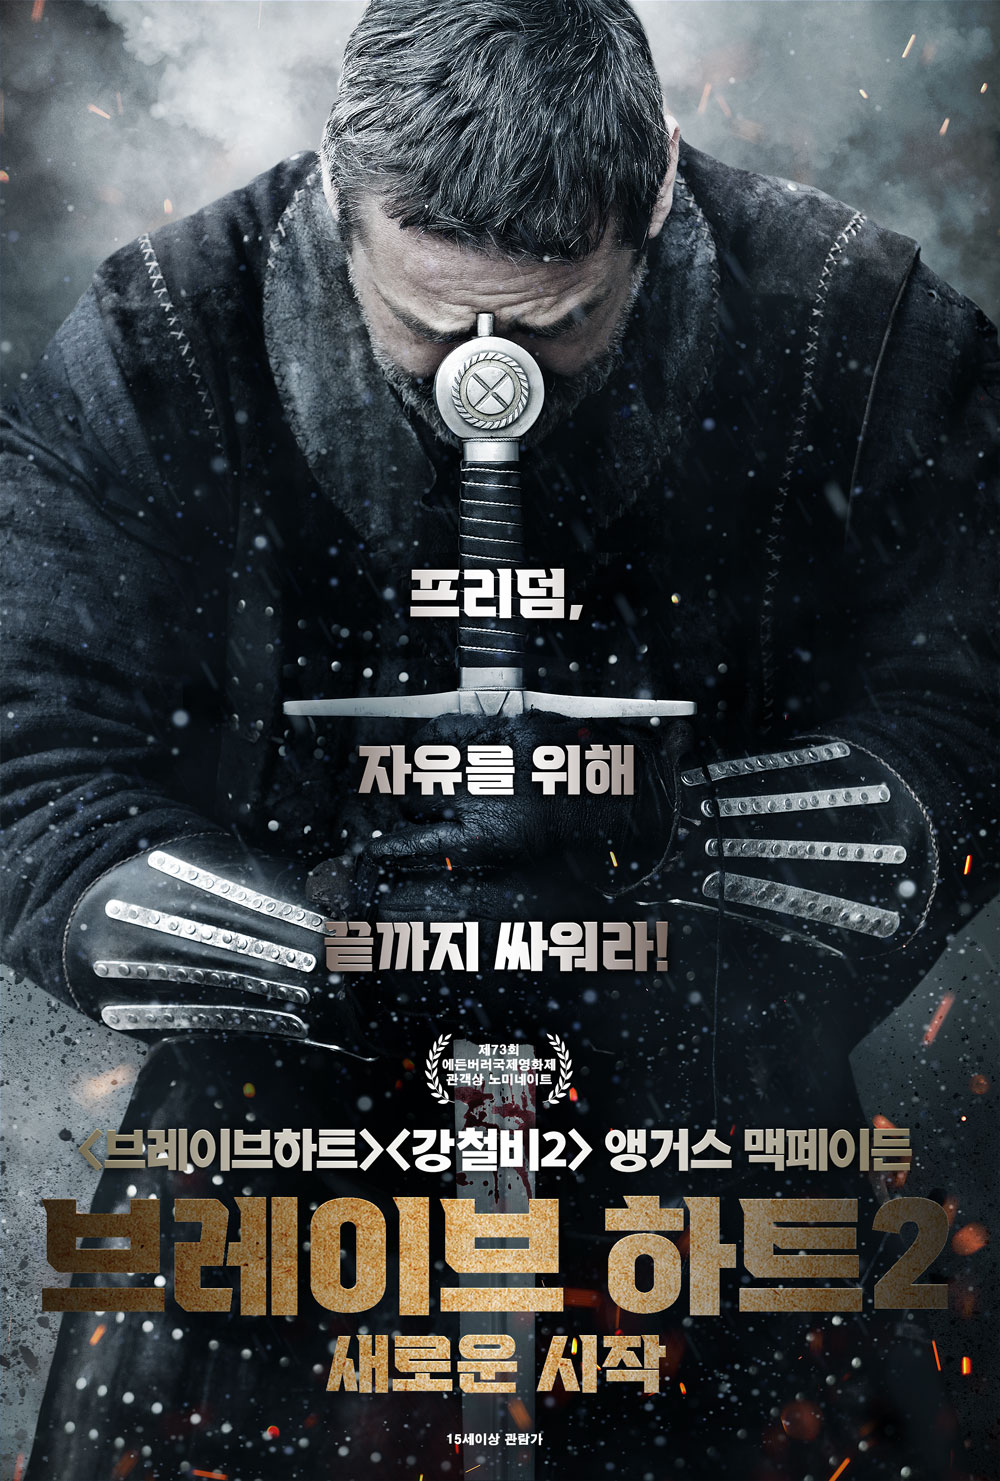 프리덤,
자유를 위해
끝까지 싸워라!
제73회
에든버러국제영화제
관객상 노미네이트
<브레이브하트><강철비2> 앵거스 맥페이든
브레이브 하트2
새로운 시작
15세이상 관람가